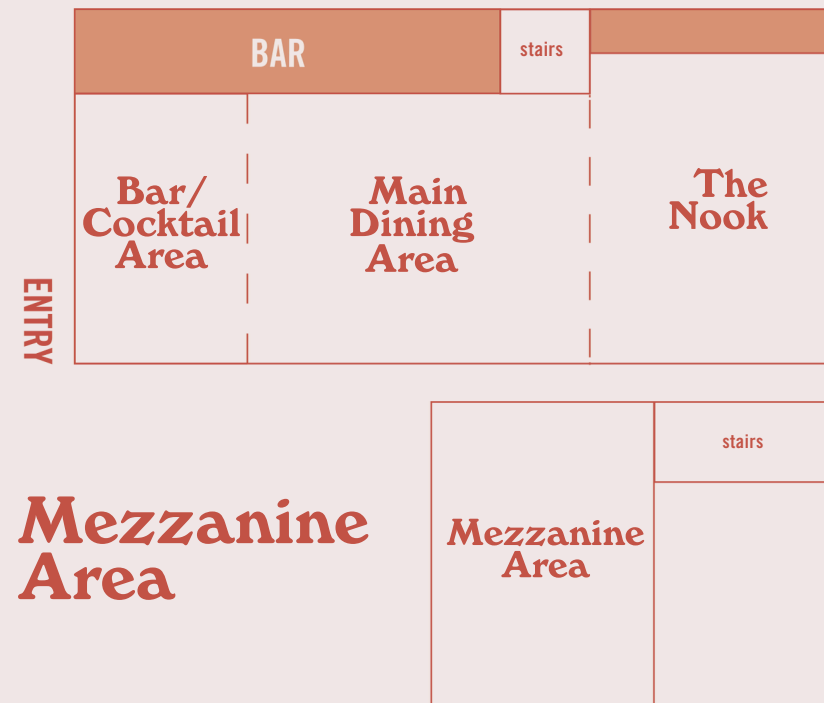 BAR
stairs
Bar/
Cocktail
Area
Main
Dining
Area
The
Nook
ENTRY
stairs
Mezzanine
Area
Mezzanine
Area